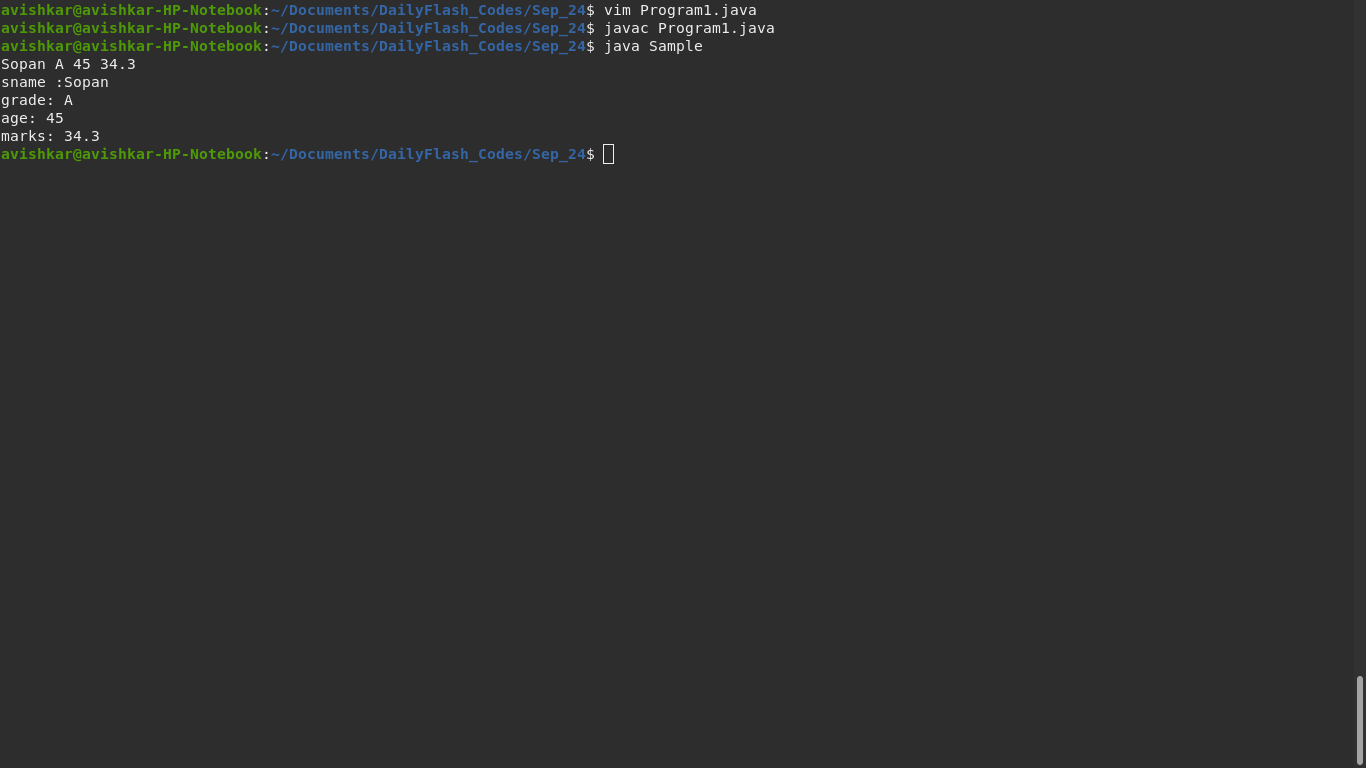 avishkar@avishkar-HP-Notebook:~/Documents/DailyFlash_Codes/Sep_24$ vim Program1.java
avishkar@avishkar-HP-Notebook:~/Documents/DailyFlash_Codes/Sep_24$ javac Program1.java
avishkar@avishkar-HP-Notebook:~/Documents/DailyFlash_Codes/Sep_24$ java Sample
Sopan A 45 34.3
sname :Sopan
grade: A
age: 45
marks: 34.3
avishkar@avishkar-HP-Notebook:~/Documents/DailyFlash_Codes/Sep_24$